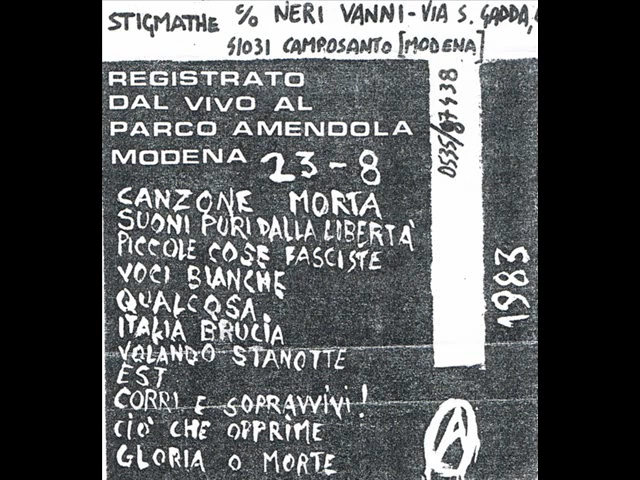 STIGMATHE C/O NERI VANNI - VIA S. GADDA,
41031 CAMPOSANTO [MODENA]
REGISTRATO
DAL VIVO AL
PARCO AMENDOLA
MODENA 23-8
0535/87438
1983
CANZONE MORTA
SUONI PURI DALLA LIBERTÀ
PICCOLE COSE FASCISTE
VOCI BIANCHE
QUALCOSA
ITALIA BRUCIA
VOLANDO STANOTTE
EST
CORRI E SOPRAVVIVI!
CIÒ CHE OPPRIME
GLORIA O MORTE